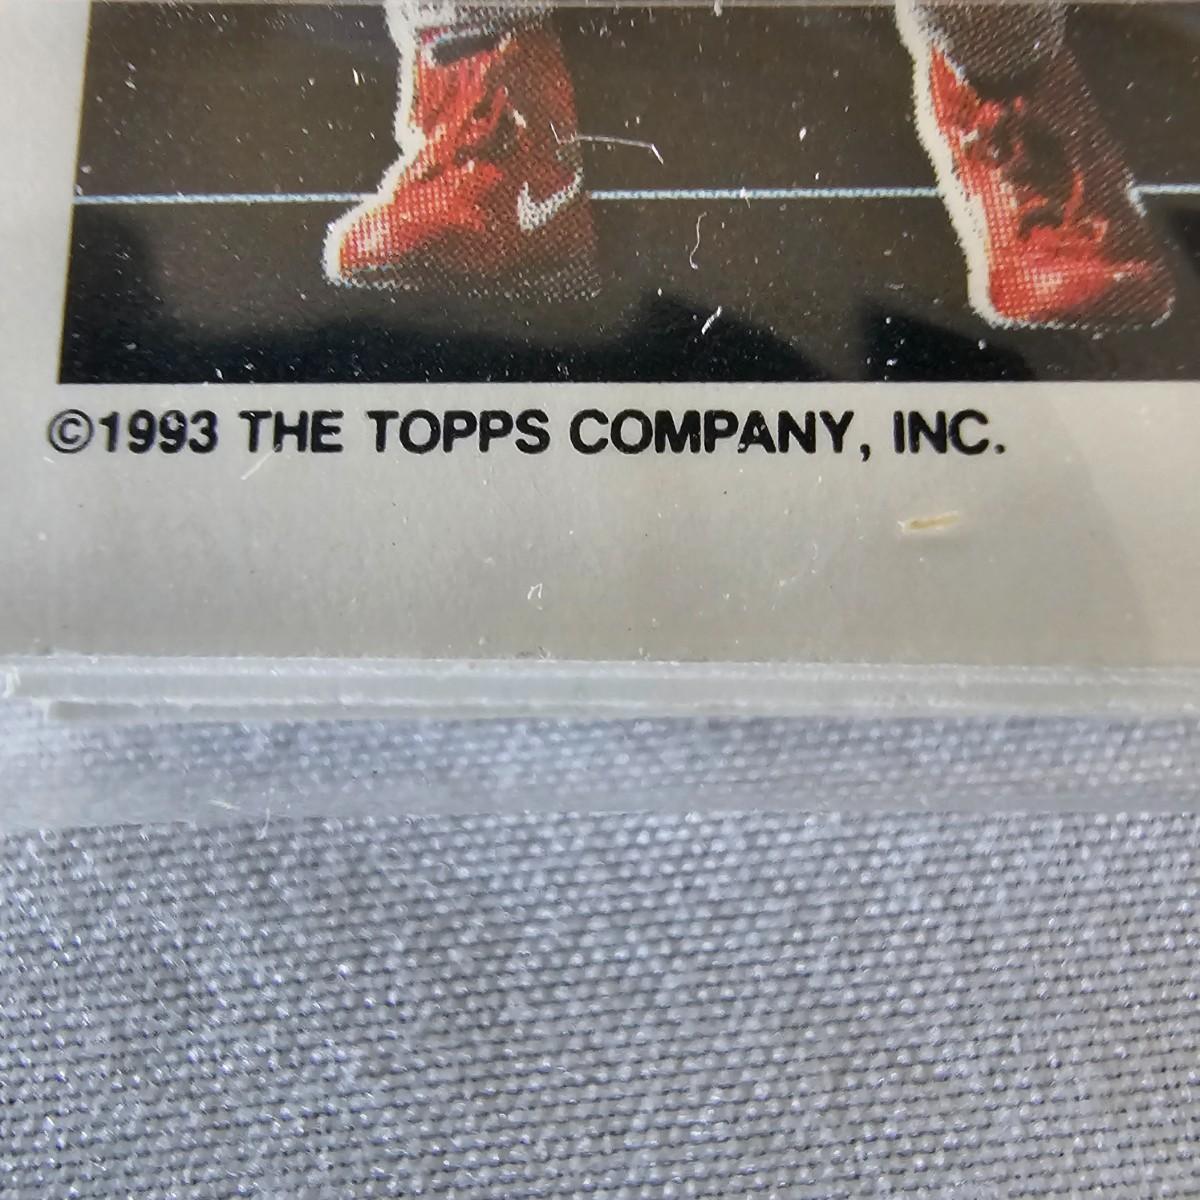 ©1993 THE TOPPS COMPANY, INC.